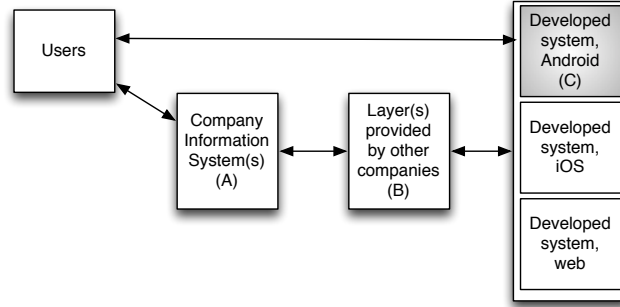 Users
Company
Information
System(s)
(A)
Layer(s)
provided
by other
companies
(B)
Developed
system,
Android
(C)
Developed
system,
iOS
Developed
system,
web